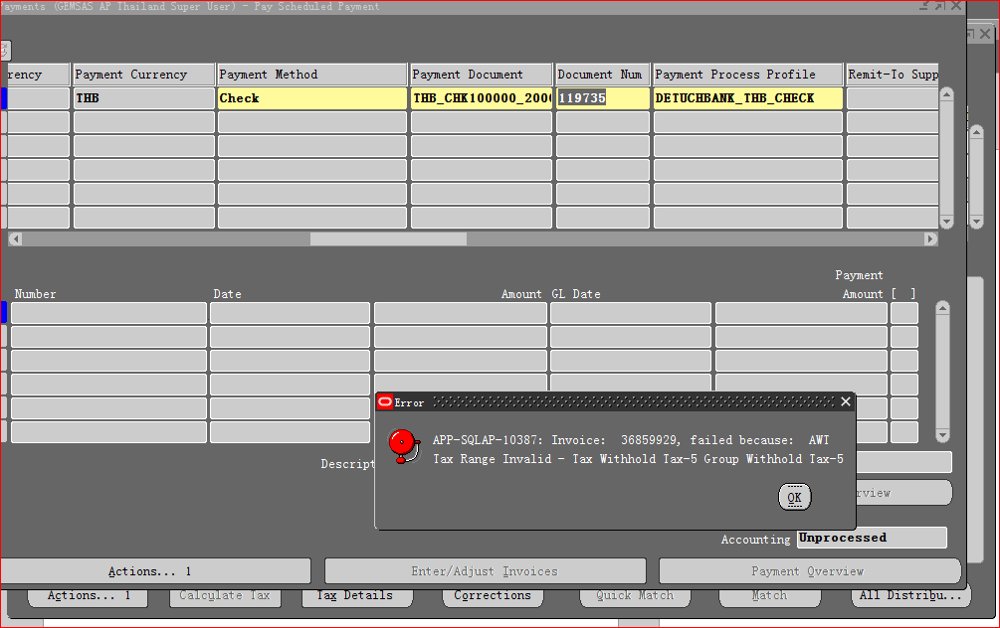 ayments (GEMSAS AP Thailand Super User) - Pay Scheduled Payment
rency Payment Currency Payment Method Payment Document Document Num Payment Process Profile Remit-To Supp
THB Check THB_CHK100000_200 119735 DETUCHBANK_THB_CHECK
Payment
Number Date Amount GL Date Amount [ ]
Error
APP-SQLAP-10387: Invoice: 36859929, failed because: AWT
Tax Range Invalid - Tax Withhold Tax-5 Group Withhold Tax-5
Descript
OK
rview
Accounting Unprocessed
Actions... 1 Enter/Adjust Invoices Payment Overview
Actions... 1 Calculate Tax Tax Details Corrections Quick Match Match All Distribu...